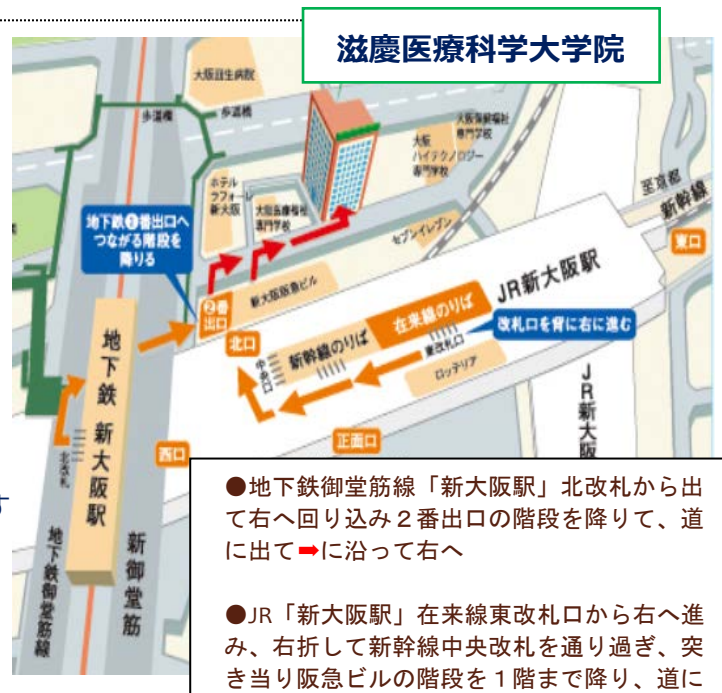 滋慶医療科学大学院
大阪回生病院
歩道橋
歩道橋
大阪保健福祉
専門学校
大阪
ハイテクノロジー
専門学校
至京都
新幹線
東口
ホテル
ラフォーレ
新大阪
大阪医療福祉
専門学校
セブンイレブン
地下鉄❷番出口へ
つながる階段を
降りる
新大阪阪急ビル
❷番
出口
JR新大阪駅
北口
新幹線のりば
在来線のりば
改札口を背に右に進む
中央口
東改札口
ロッテリア
地下鉄 新大阪駅
北改札
西口
正面口
JR新大阪
す
地下鉄御堂筋線
新御堂筋
●地下鉄御堂筋線「新大阪駅」北改札から出
て右へ回り込み２番出口の階段を降りて、道
に出て➡に沿って右へ
●JR「新大阪駅」在来線東改札口から右へ進
み、右折して新幹線中央改札を通り過ぎ、突
き当り阪急ビルの階段を１階まで降り、道に